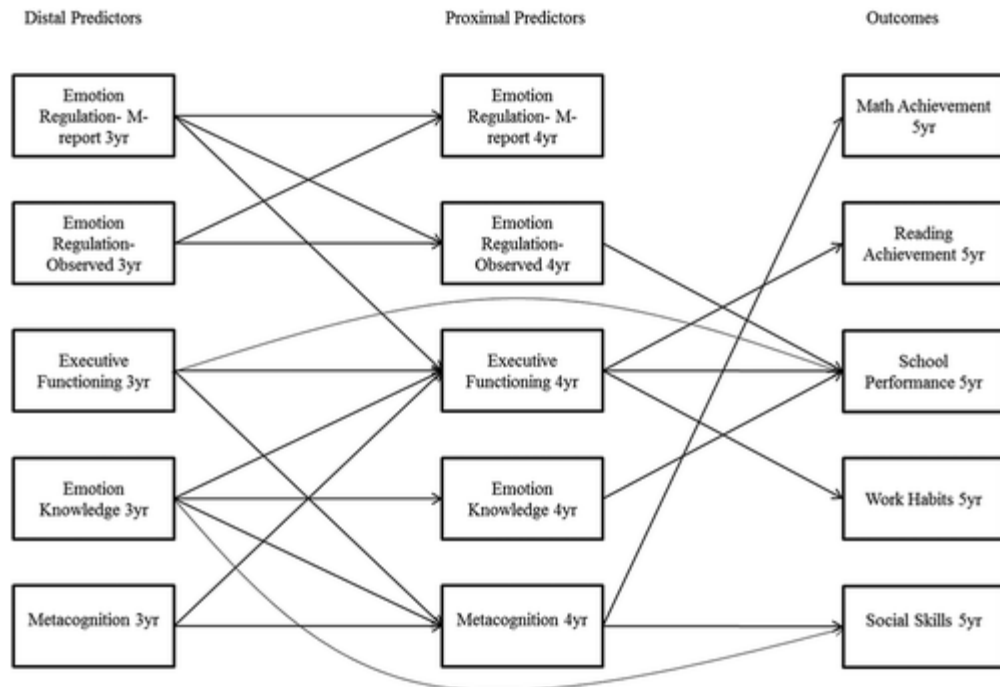 Distal Predictors
Proximal Predictors
Outcomes
Emotion
Regulation- M-
report 3yr
Emotion
Regulation- M-
report 4yr
Math Achievement
5yr
Emotion
Regulation-
Observed 3yr
Emotion
Regulation-
Observed 4yr
Reading
Achievement 5yr
Executive
Functioning 3yr
Executive
Functioning 4yr
School
Performance 5yr
Emotion
Knowledge 3yr
Emotion
Knowledge 4yr
Work Habits 5yr
Metacognition 3yr
Metacognition 4yr
Social Skills 5yr